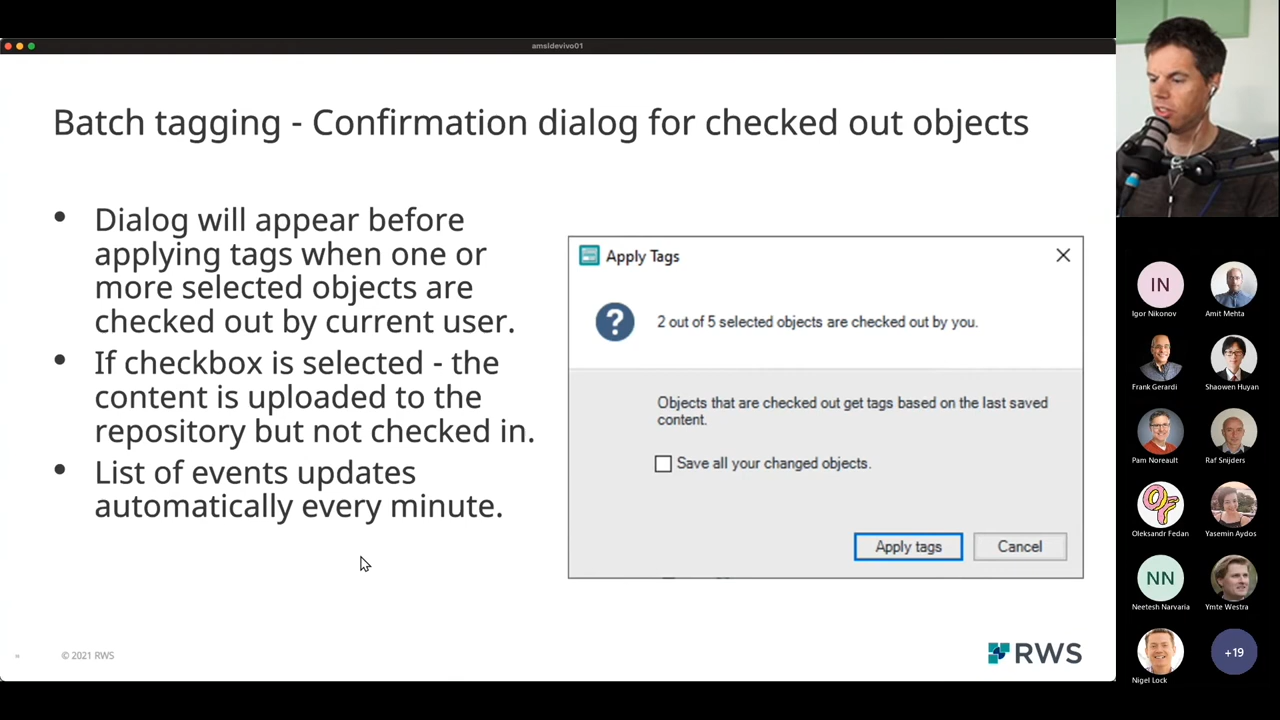 amsldevivo01
Batch tagging - Confirmation dialog for checked out objects
• Dialog will appear before
applying tags when one or
more selected objects are
checked out by current user.
• If checkbox is selected - the
content is uploaded to the
repository but not checked in.
• List of events updates
automatically every minute.
Apply Tags
2 out of 5 selected objects are checked out by you.
Objects that are checked out get tags based on the last saved
content.
Save all your changed objects.
Apply tags
Cancel
» © 2021 RWS
RWS
IN
Igor Nikonov
Amit Mehta
Frank Gerardi
Shaowen Huyan
Pam Noreault
Raf Snijders
OF
Oleksandr Fedan
Yasemin Aydos
NN
Neetesh Narvaria
Ymte Westra
Nigel Lock
+19